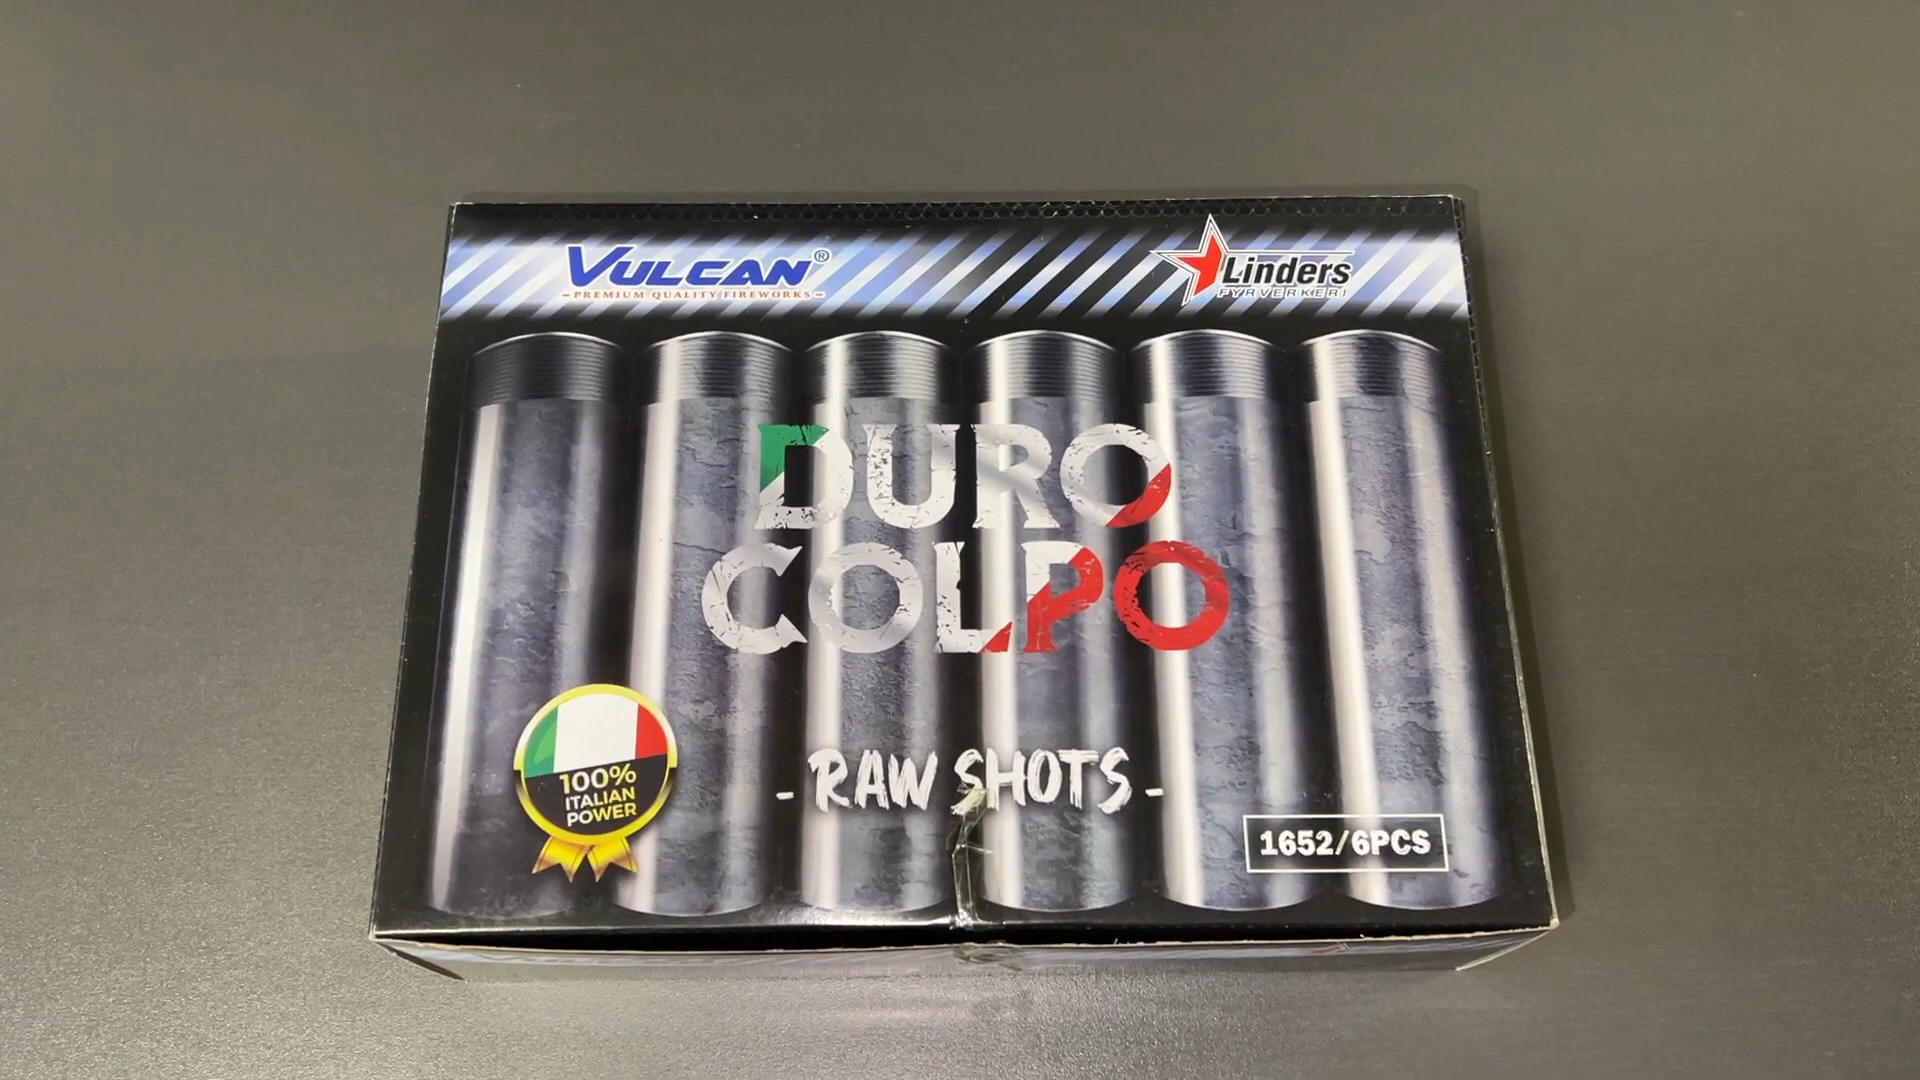 VULCAN®
-PREMIUM QUALITY FIREWORKS-
Linders
FYRVERKERI
DURO
COLPO
- RAW SHOTS -
100%
ITALIAN
POWER
1652/6PCS